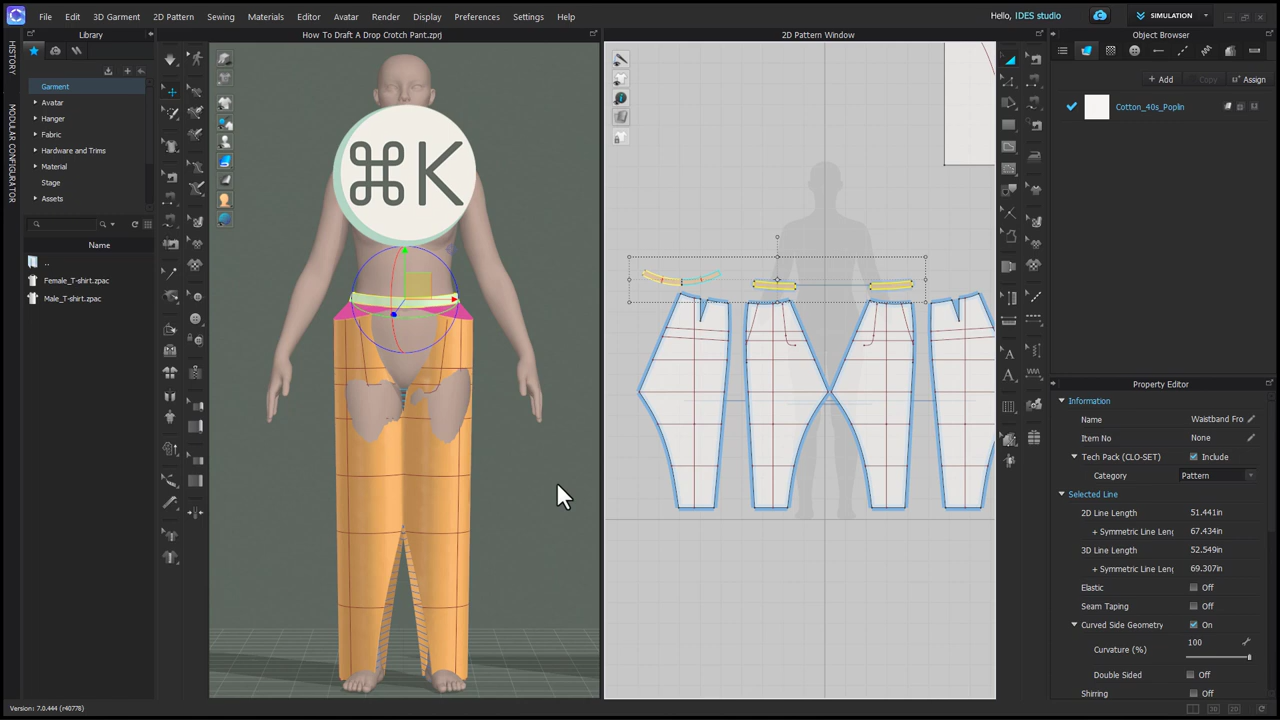 File Edit 3D Garment 2D Pattern Sewing Materials Editor Avatar Render Display Preferences Settings Help
Hello, IDES studio
SIMULATION
HISTORY
MODULAR CONFIGURATOR
Library
Garment
Avatar
Hanger
Fabric
Hardware and Trims
Material
Stage
Assets
Name
..
Female_T-shirt.zpac
Male_T-shirt.zpac
How To Draft A Drop Crotch Pant.zprj
⌘K
2D Pattern Window
Object Browser
+ Add Copy Assign
Cotton_40s_Poplin
Property Editor
Information
Name Waistband Fro
Item No None
Tech Pack (CLO-SET) Include
Category Pattern
Selected Line
2D Line Length 51.441in
+ Symmetric Line Leng 67.434in
3D Line Length 52.549in
+ Symmetric Line Leng 69.307in
Elastic Off
Seam Taping Off
Curved Side Geometry On
Curvature (%) 100
Double Sided Off
Shirring Off
Version: 7.0.444 (r40778)
3D 2D